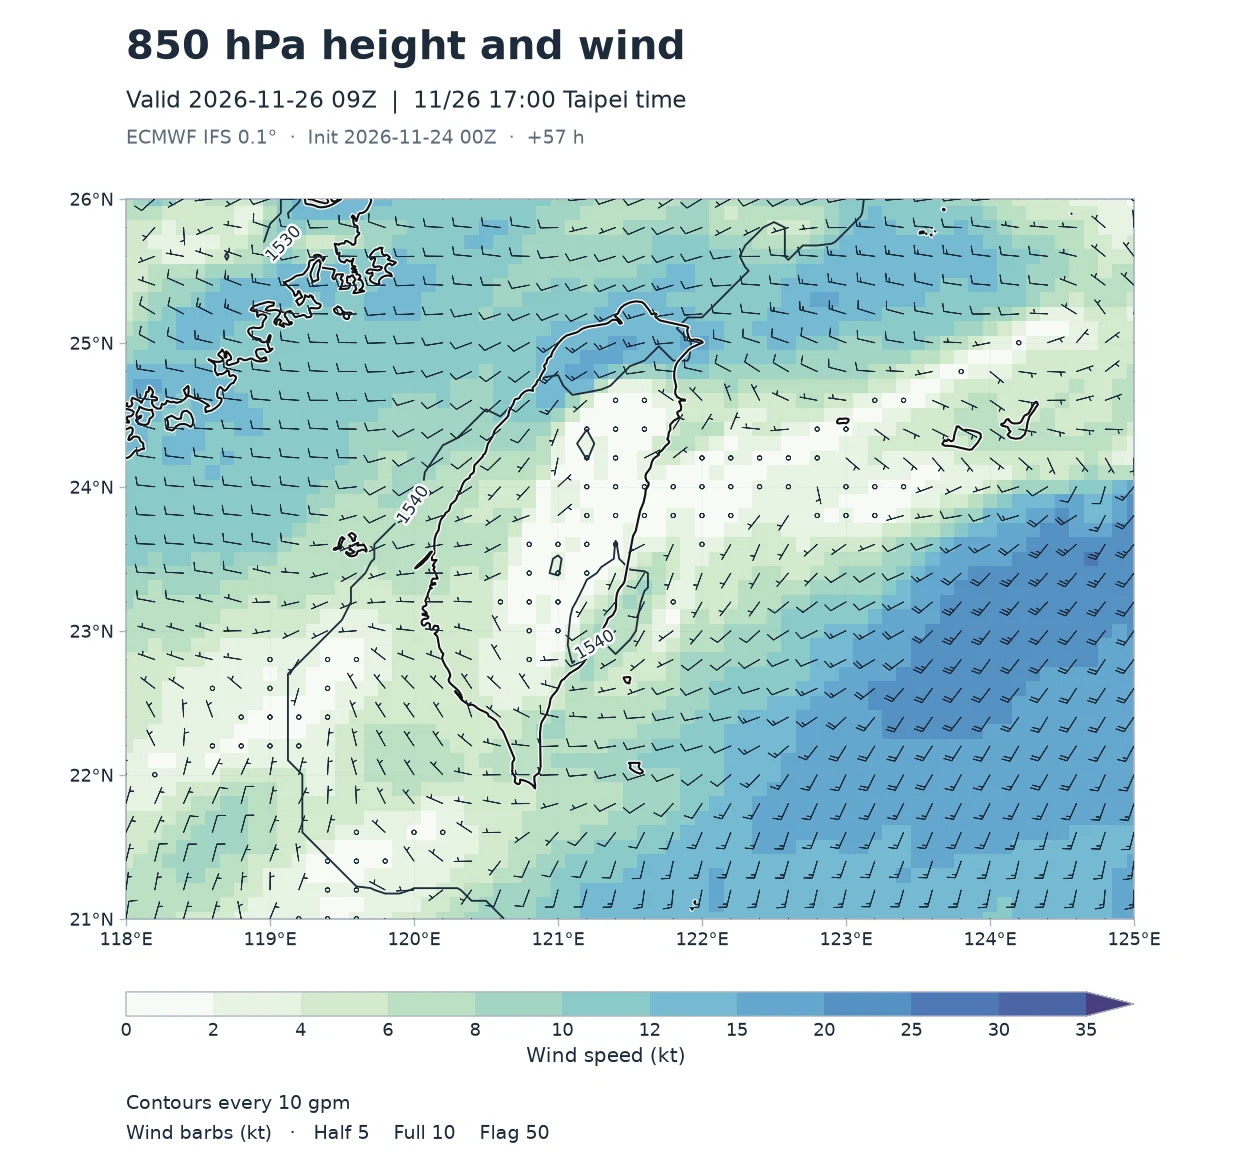 850 hPa height and wind
Valid 2026-11-26 09Z | 11/26 17:00 Taipei time
ECMWF IFS 0.1° · Init 2026-11-24 00Z · +57 h
26°N
1530
25°N
1540
24°N
23°N
1540
22°N
21°N
118°E 119°E 120°E 121°E 122°E 123°E 124°E 125°E
0 2 4 6 8 10 12 15 20 25 30 35
Wind speed (kt)
Contours every 10 gpm
Wind barbs (kt) · Half 5 Full 10 Flag 50